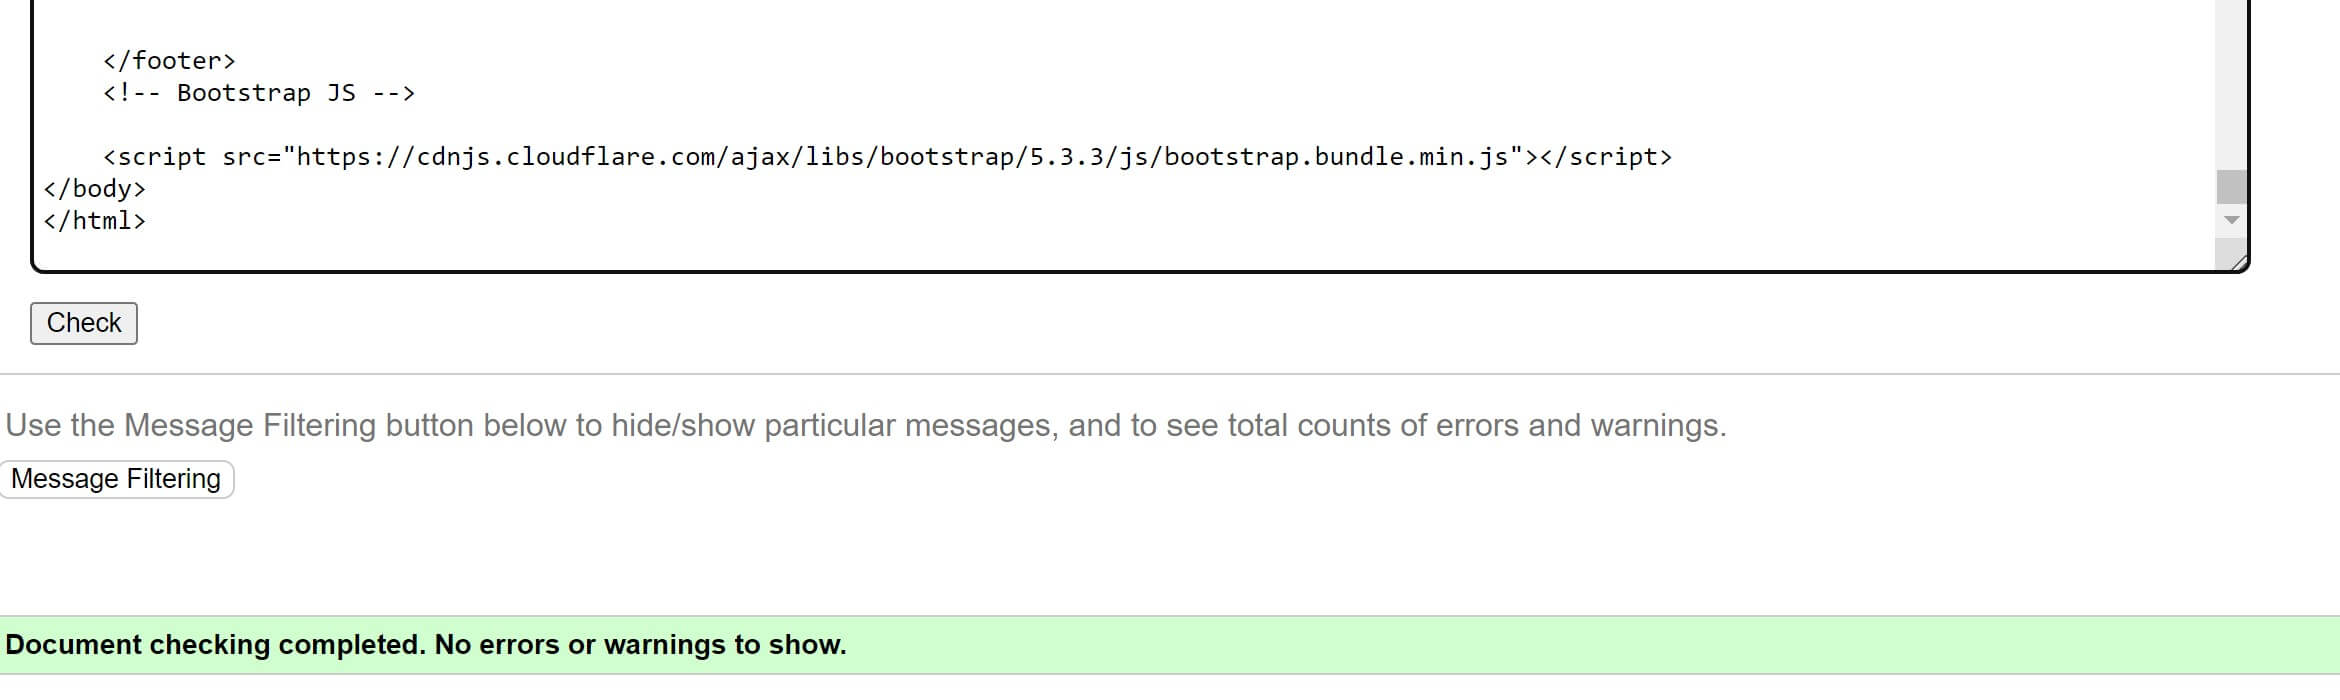 </footer>
<!-- Bootstrap JS -->
<script src="https://cdnjs.cloudflare.com/ajax/libs/bootstrap/5.3.3/js/bootstrap.bundle.min.js"></script>
</body>
</html>
Check
Use the Message Filtering button below to hide/show particular messages, and to see total counts of errors and warnings.
Message Filtering
Document checking completed. No errors or warnings to show.